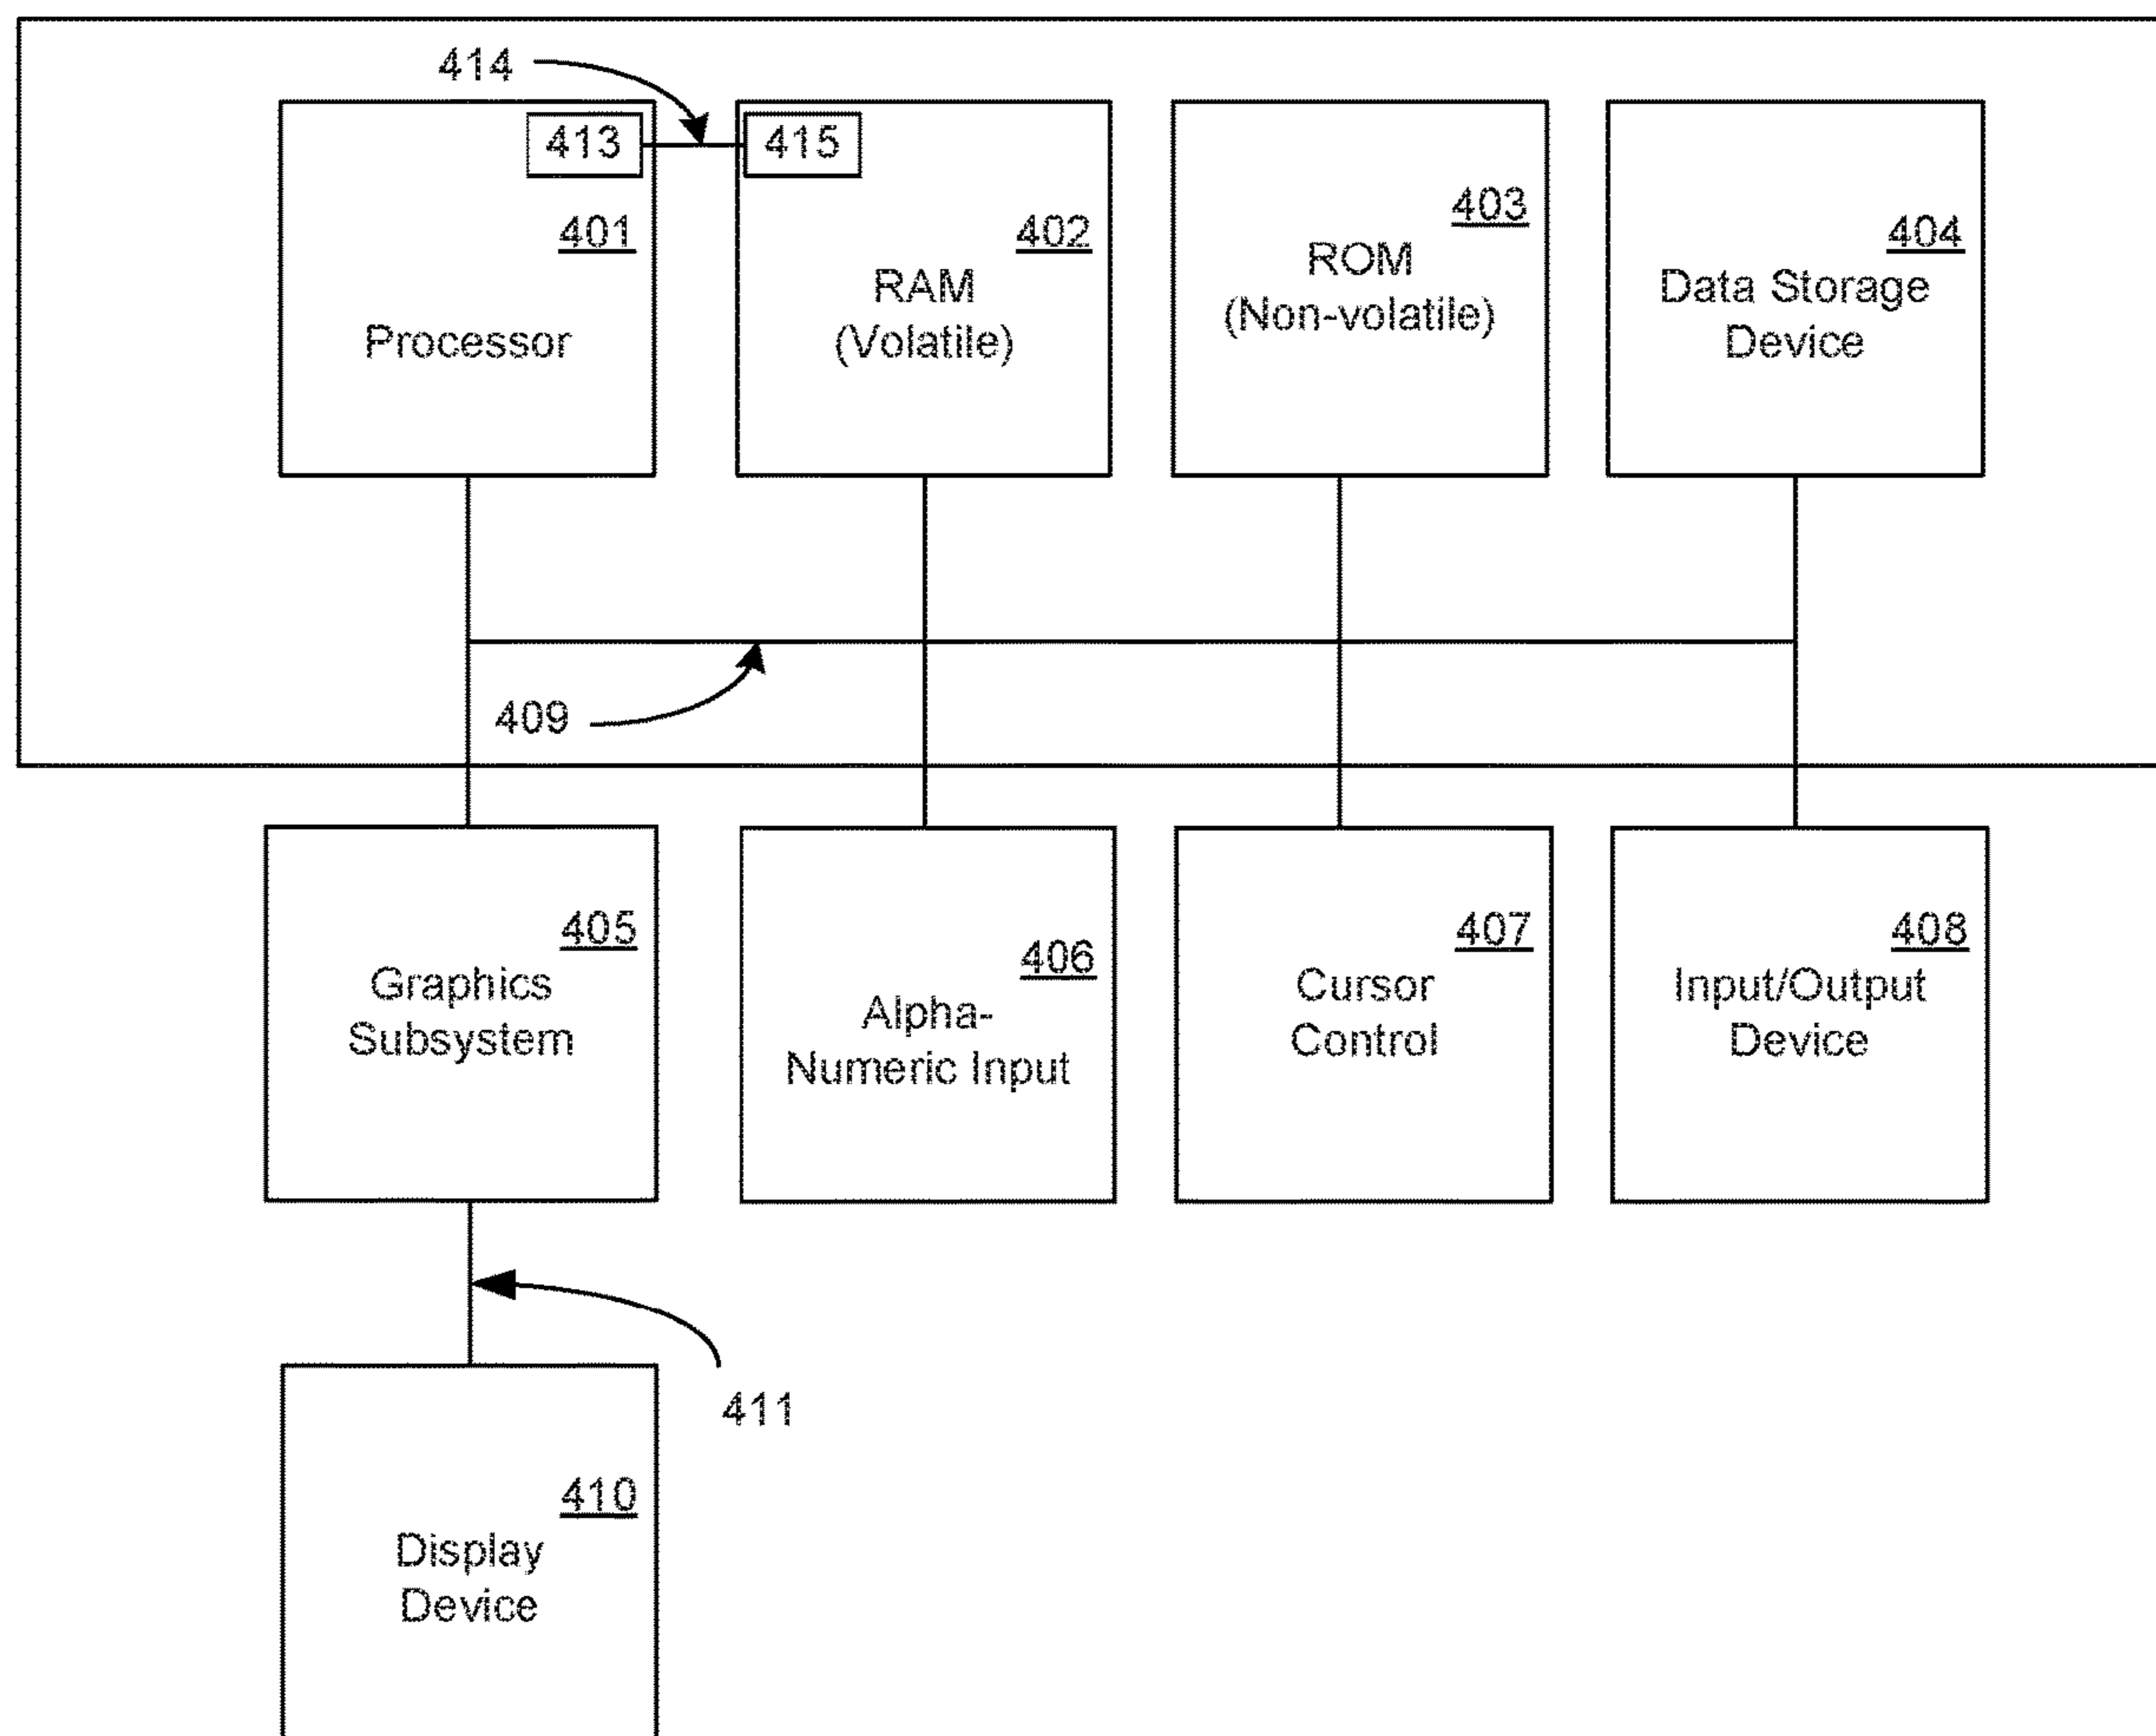 414
413
415
401
Processor
402
RAM
(Volatile)
403
ROM
(Non-volatile)
404
Data Storage
Device
409
405
Graphics
Subsystem
406
Alpha-
Numeric Input
407
Cursor
Control
408
Input/Output
Device
411
410
Display
Device